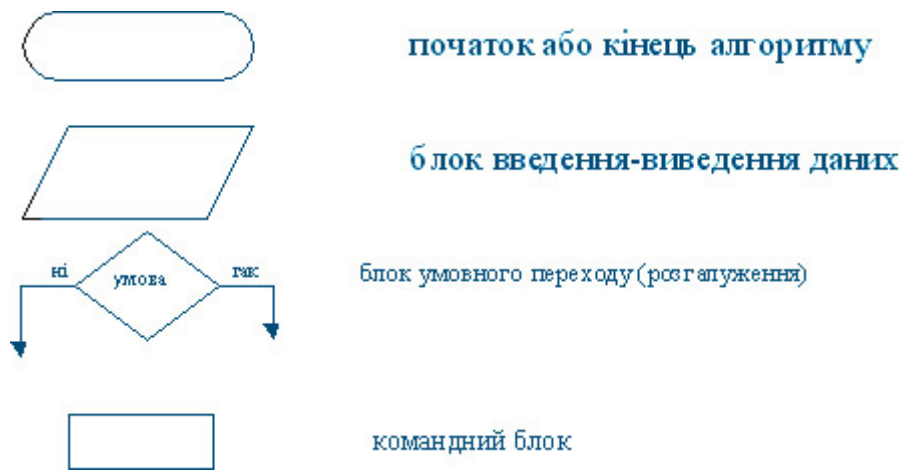 початок або кінець алгоритму
блок введення-виведення даних
ні умова так
блок умовного переходу (розгалуження)
командний блок